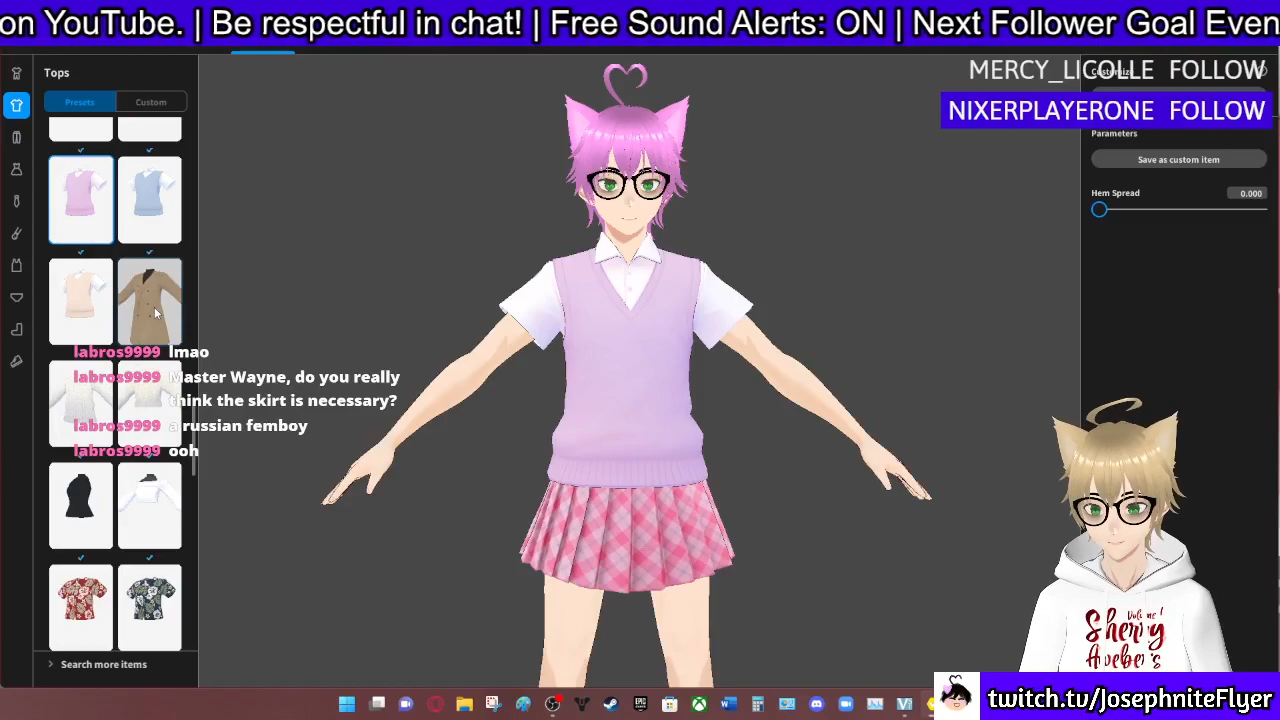 on YouTube. | Be respectful in chat! | Free Sound Alerts: ON | Next Follower Goal Even
Tops
MERCY_LICOLLE FOLLOW
Presets
Custom
NIXERPLAYERONE FOLLOW
Parameters
Save as custom item
Hem Spread
0.000
labros9999 lmao
labros9999 Master Wayne, do you really
think the skirt is necessary?
labros9999 a russian femboy
labros9999 ooh
Search more items
Sherry
twitch.tv/JosephniteFlyer